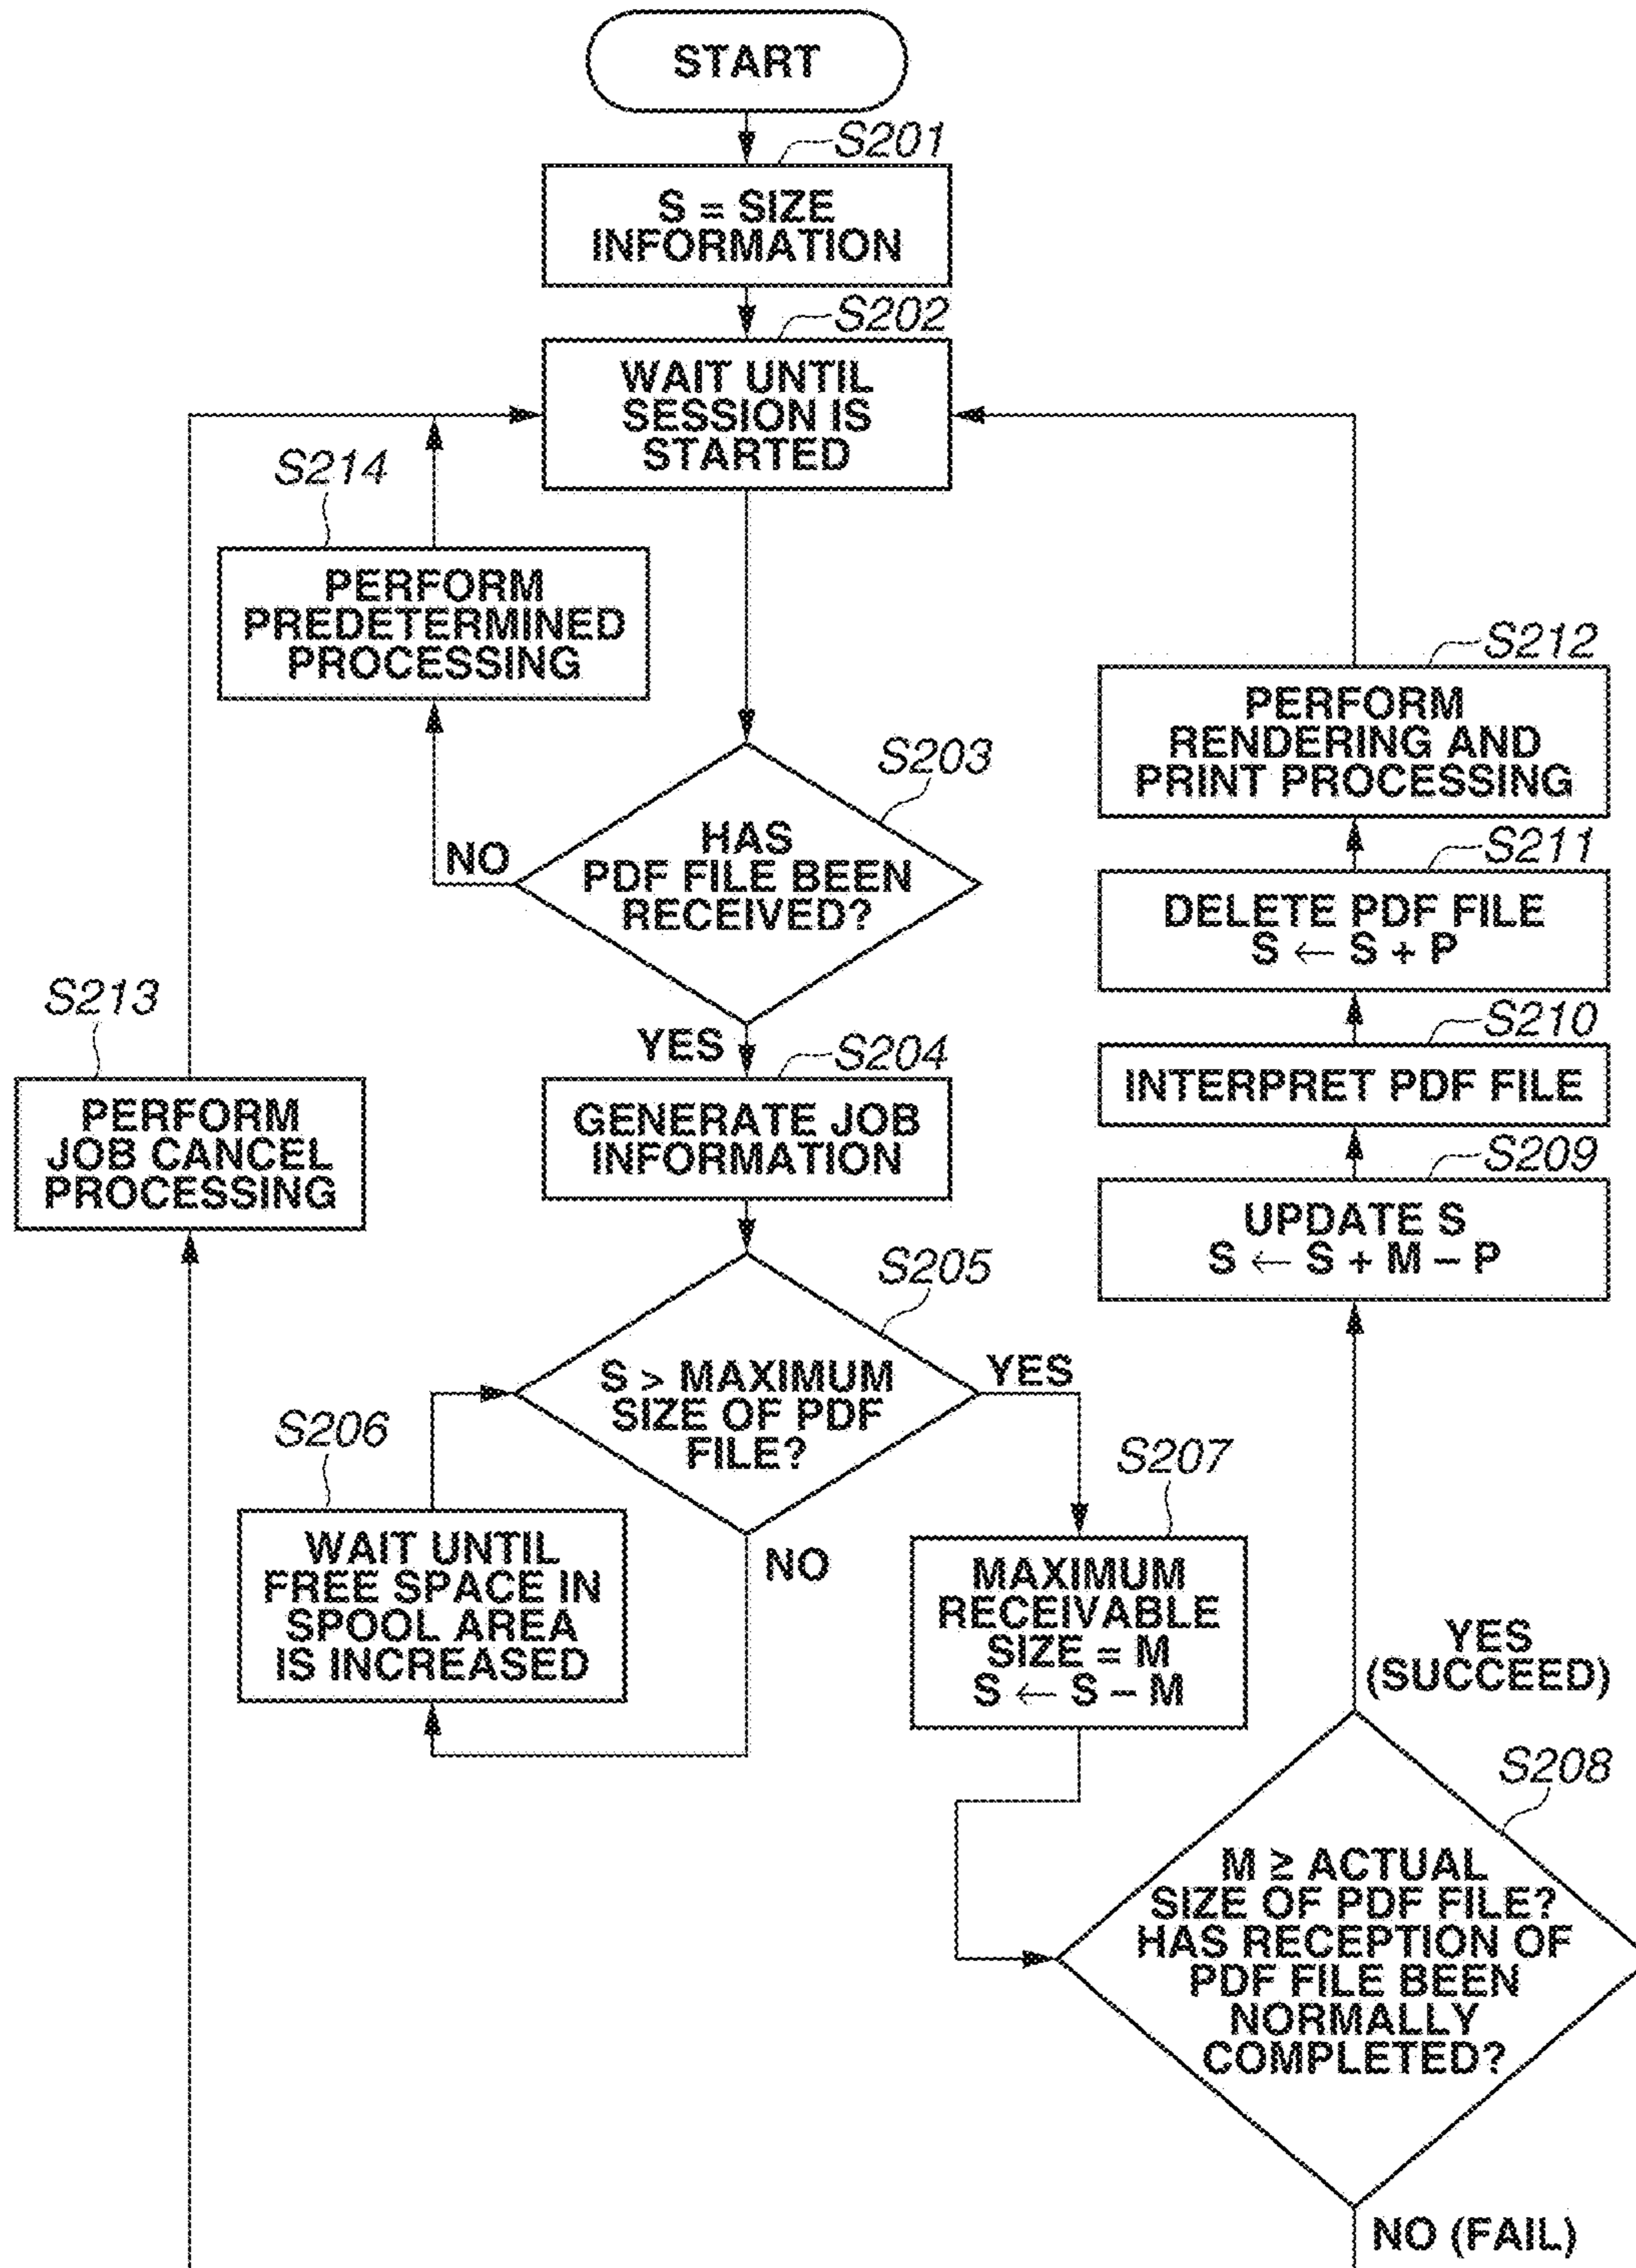 START
S201
S = SIZE
INFORMATION
S202
WAIT UNTIL
SESSION IS
STARTED
S214
PERFORM
PREDETERMINED
PROCESSING
S203
HAS
PDF FILE BEEN
RECEIVED?
NO
YES
S204
GENERATE JOB
INFORMATION
S213
PERFORM
JOB CANCEL
PROCESSING
S205
S > MAXIMUM
SIZE OF PDF
FILE?
YES
NO
S206
WAIT UNTIL
FREE SPACE IN
SPOOL AREA
IS INCREASED
S207
MAXIMUM
RECEIVABLE
SIZE = M
S ← S – M
S208
M ≥ ACTUAL
SIZE OF PDF FILE?
HAS RECEPTION OF
PDF FILE BEEN
NORMALLY
COMPLETED?
YES
(SUCCEED)
NO (FAIL)
S209
UPDATE S
S ← S + M – P
S210
INTERPRET PDF FILE
S211
DELETE PDF FILE
S ← S + P
S212
PERFORM
RENDERING AND
PRINT PROCESSING